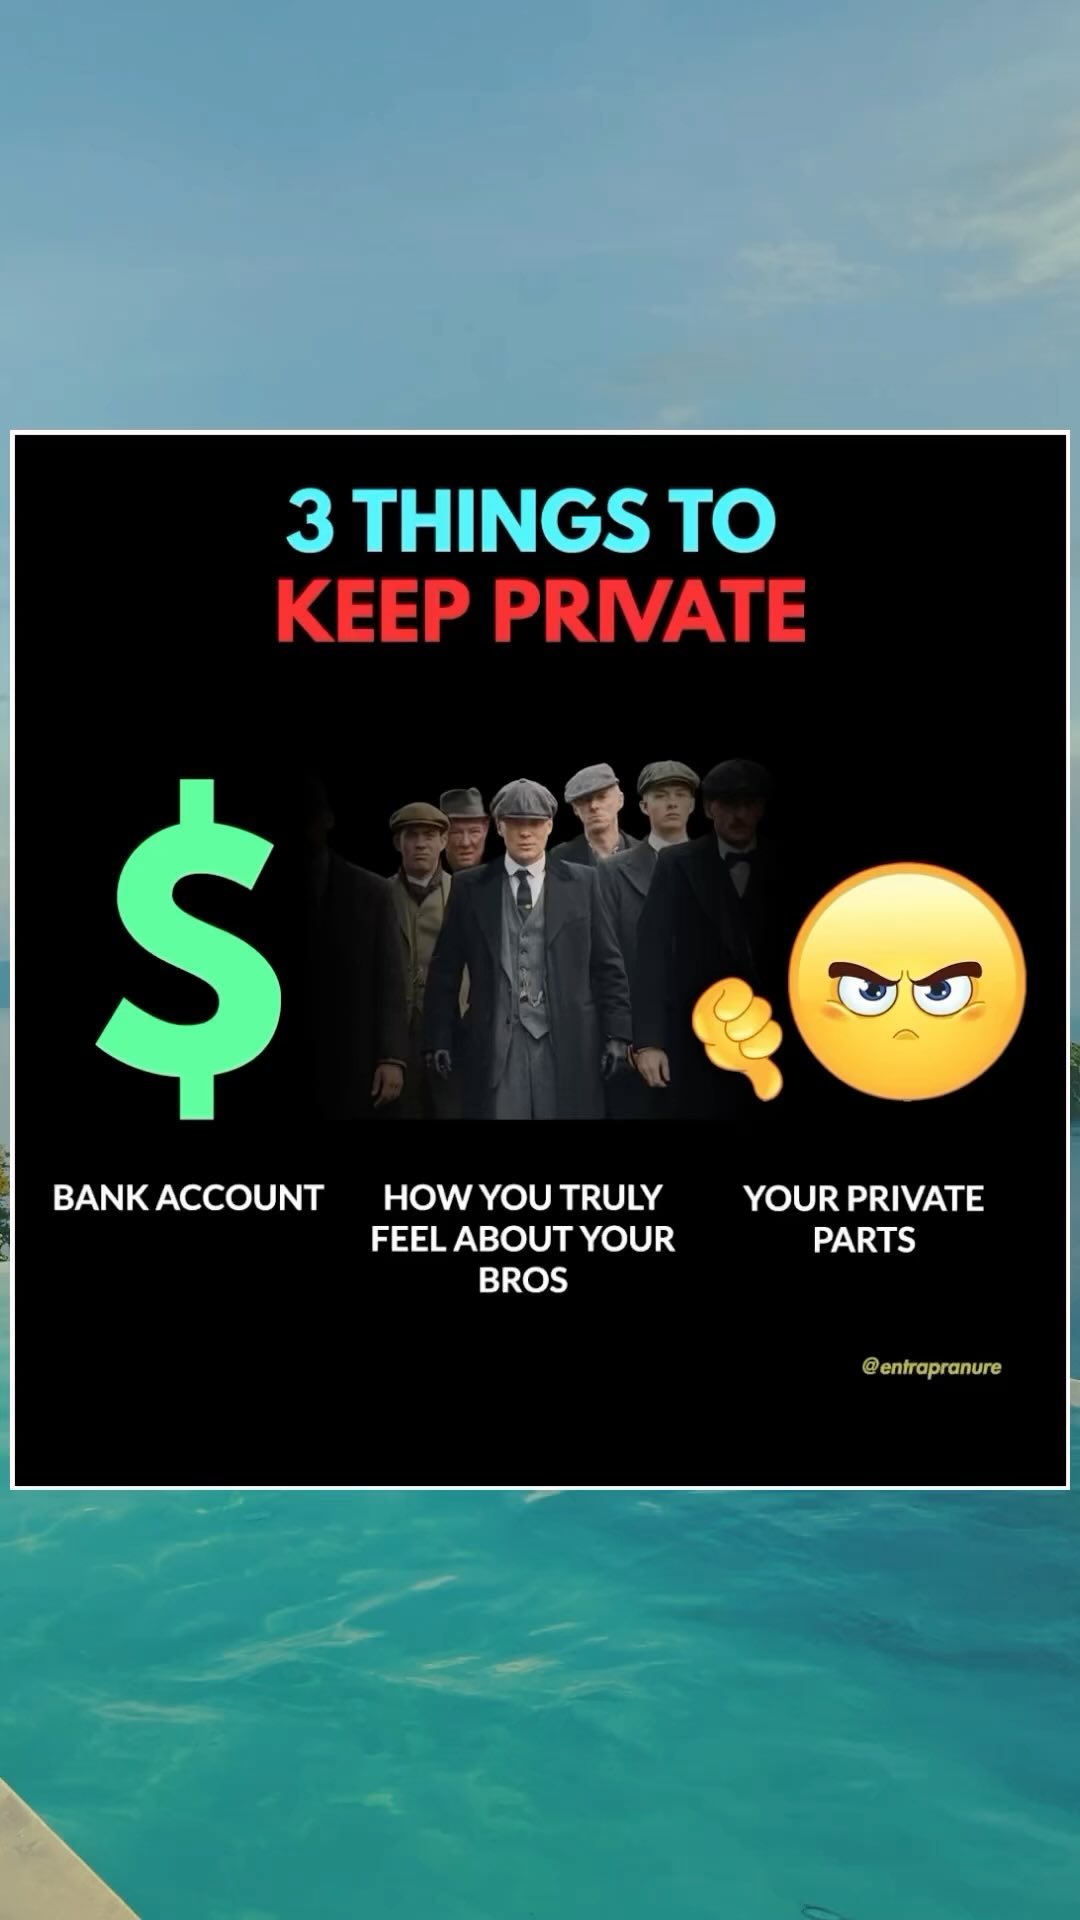 3 THINGS TO
KEEP PRIVATE
BANK ACCOUNT
HOW YOU TRULY
FEEL ABOUT YOUR
BROS
YOUR PRIVATE
PARTS
@entrapranure